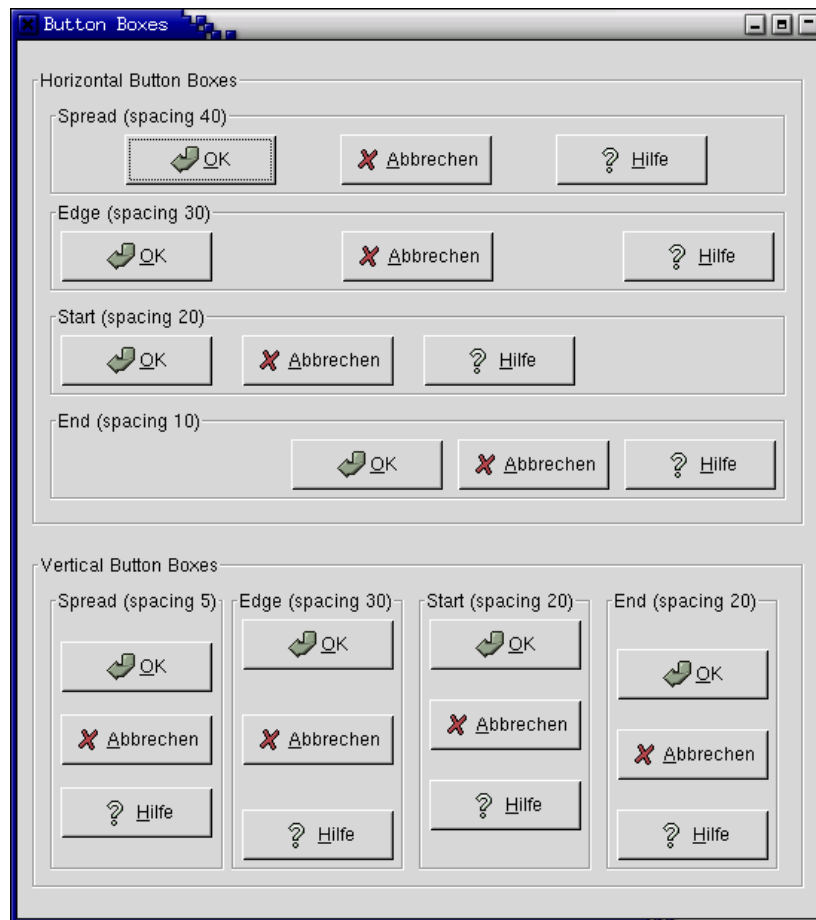 Button Boxes
Horizontal Button Boxes
Spread (spacing 40)
OK Abbrechen Hilfe
Edge (spacing 30)
OK Abbrechen Hilfe
Start (spacing 20)
OK Abbrechen Hilfe
End (spacing 10)
OK Abbrechen Hilfe
Vertical Button Boxes
Spread (spacing 5)
OK
Abbrechen
Hilfe
Edge (spacing 30)
OK
Abbrechen
Hilfe
Start (spacing 20)
OK
Abbrechen
Hilfe
End (spacing 20)
OK
Abbrechen
Hilfe